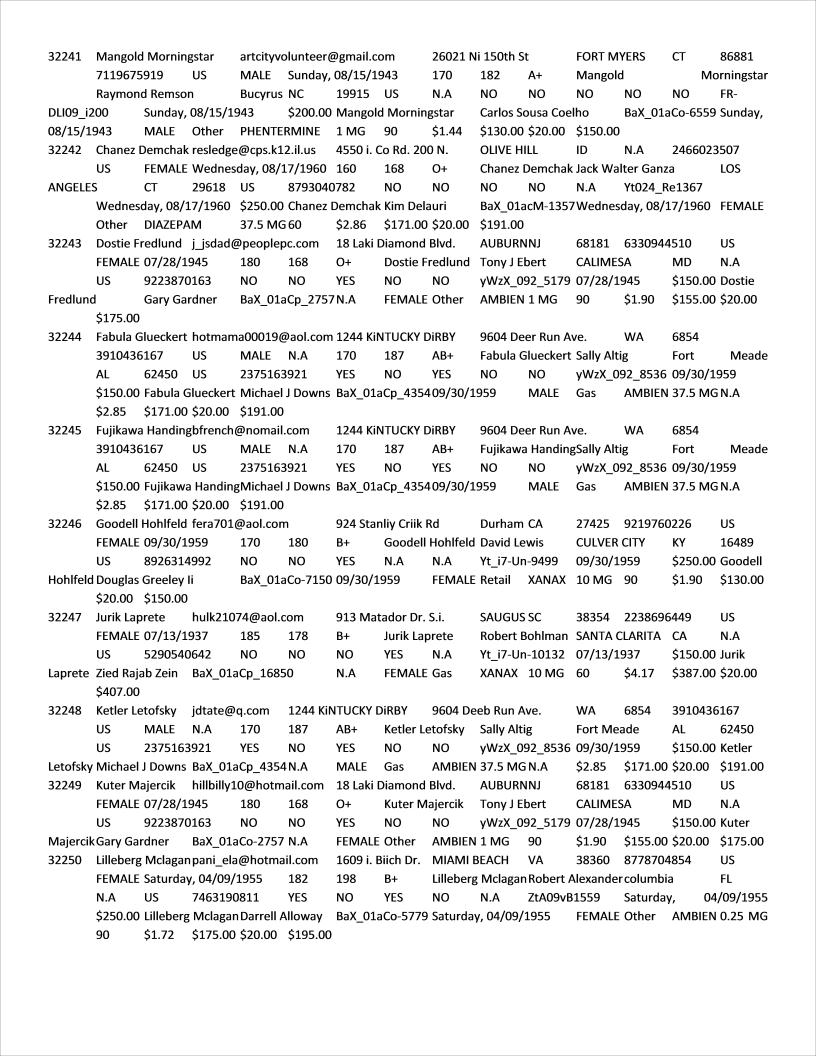 32241 Mangold Morningstar artcityvolunteer@gmail.com 26021 Ni 150th St FORT MYERS CT 86881
7119675919 US MALE Sunday, 08/15/1943 170 182 A+ Mangold Morningstar
Raymond Remson Bucyrus NC 19915 US N.A NO NO NO NO NO FR-
DLI09_i200 Sunday, 08/15/1943 $200.00 Mangold Morningstar Carlos Sousa Coelho BaX_01aCo-6559 Sunday,
08/15/1943 MALE Other PHENTERMINE 1 MG 90 $1.44 $130.00 $20.00 $150.00
32242 Chanez Demchak resledge@cps.k12.il.us 4550 i. Co Rd. 200 N. OLIVE HILL ID N.A 2466023507
US FEMALE Wednesday, 08/17/1960 160 168 O+ Chanez Demchak Jack Walter Ganza LOS
ANGELES CT 29618 US 8793040782 NO NO NO NO N.A Yt024_Re1367
Wednesday, 08/17/1960 $250.00 Chanez Demchak Kim Delauri BaX_01acM-1357 Wednesday, 08/17/1960 FEMALE
Other DIAZEPAM 37.5 MG 60 $2.86 $171.00 $20.00 $191.00
32243 Dostie Fredlund j_jsdad@peoplepc.com 18 Laki Diamond Blvd. AUBURN NJ 68181 6330944510 US
FEMALE 07/28/1945 180 168 O+ Dostie Fredlund Tony J Ebert CALIMESA MD N.A
US 9223870163 NO NO YES NO NO yWzX_092_5179 07/28/1945 $150.00 Dostie
Fredlund Gary Gardner BaX_01aCp_2757 N.A FEMALE Other AMBIEN 1 MG 90 $1.90 $155.00 $20.00
$175.00
32244 Fabula Glueckert hotmama00019@aol.com 1244 KiNTUCKY DiRBY 9604 Deer Run Ave. WA 6854
3910436167 US MALE N.A 170 187 AB+ Fabula Glueckert Sally Altig Fort Meade
AL 62450 US 2375163921 YES NO YES NO NO yWzX_092_8536 09/30/1959
$150.00 Fabula Glueckert Michael J Downs BaX_01aCp_4354 09/30/1959 MALE Gas AMBIEN 37.5 MG N.A
$2.85 $171.00 $20.00 $191.00
32245 Fujikawa Handing bfrench@nomail.com 1244 KiNTUCKY DiRBY 9604 Deer Run Ave. WA 6854
3910436167 US MALE N.A 170 187 AB+ Fujikawa Handing Sally Altig Fort Meade
AL 62450 US 2375163921 YES NO YES NO NO yWzX_092_8536 09/30/1959
$150.00 Fujikawa Handing Michael J Downs BaX_01aCp_4354 09/30/1959 MALE Gas AMBIEN 37.5 MG N.A
$2.85 $171.00 $20.00 $191.00
32246 Goodell Hohlfeld fera701@aol.com 924 Stanliy Criik Rd Durham CA 27425 9219760226 US
FEMALE 09/30/1959 170 180 B+ Goodell Hohlfeld David Lewis CULVER CITY KY 16489
US 8926314992 NO NO YES N.A N.A Yt_i7-Un-9499 09/30/1959 $250.00 Goodell
Hohlfeld Douglas Greeley Ii BaX_01aCo-7150 09/30/1959 FEMALE Retail XANAX 10 MG 90 $1.90 $130.00
$20.00 $150.00
32247 Jurik Laprete hulk21074@aol.com 913 Matador Dr. S.i. SAUGUS SC 38354 2238696449 US
FEMALE 07/13/1937 185 178 B+ Jurik Laprete Robert Bohlman SANTA CLARITA CA N.A
US 5290540642 NO NO NO YES N.A Yt_i7-Un-10132 07/13/1937 $150.00 Jurik
Laprete Zied Rajab Zein BaX_01aCp_16850 N.A FEMALE Gas XANAX 10 MG 60 $4.17 $387.00 $20.00
$407.00
32248 Ketler Letofsky jdtate@q.com 1244 KiNTUCKY DiRBY 9604 Deeb Run Ave. WA 6854 3910436167
US MALE N.A 170 187 AB+ Ketler Letofsky Sally Altig Fort Meade AL 62450
US 2375163921 YES NO YES NO NO yWzX_092_8536 09/30/1959 $150.00 Ketler
Letofsky Michael J Downs BaX_01aCp_4354 N.A MALE Gas AMBIEN 37.5 MG N.A $2.85 $171.00 $20.00 $191.00
32249 Kuter Majercik hillbilly10@hotmail.com 18 Laki Diamond Blvd. AUBURN NJ 68181 6330944510 US
FEMALE 07/28/1945 180 168 O+ Kuter Majercik Tony J Ebert CALIMESA MD N.A
US 9223870163 NO NO YES NO NO yWzX_092_5179 07/28/1945 $150.00 Kuter
Majercik Gary Gardner BaX_01aCo-2757 N.A FEMALE Other AMBIEN 1 MG 90 $1.90 $155.00 $20.00 $175.00
32250 Lilleberg Mclagan pani_ela@hotmail.com 1609 i. Biich Dr. MIAMI BEACH VA 38360 8778704854 US
FEMALE Saturday, 04/09/1955 182 198 B+ Lilleberg Mclagan Robert Alexander columbia FL
N.A US 7463190811 YES NO YES NO N.A ZtA09vB1559 Saturday, 04/09/1955
$250.00 Lilleberg Mclagan Darrell Alloway BaX_01aCo-5779 Saturday, 04/09/1955 FEMALE Other AMBIEN 0.25 MG
90 $1.72 $175.00 $20.00 $195.00